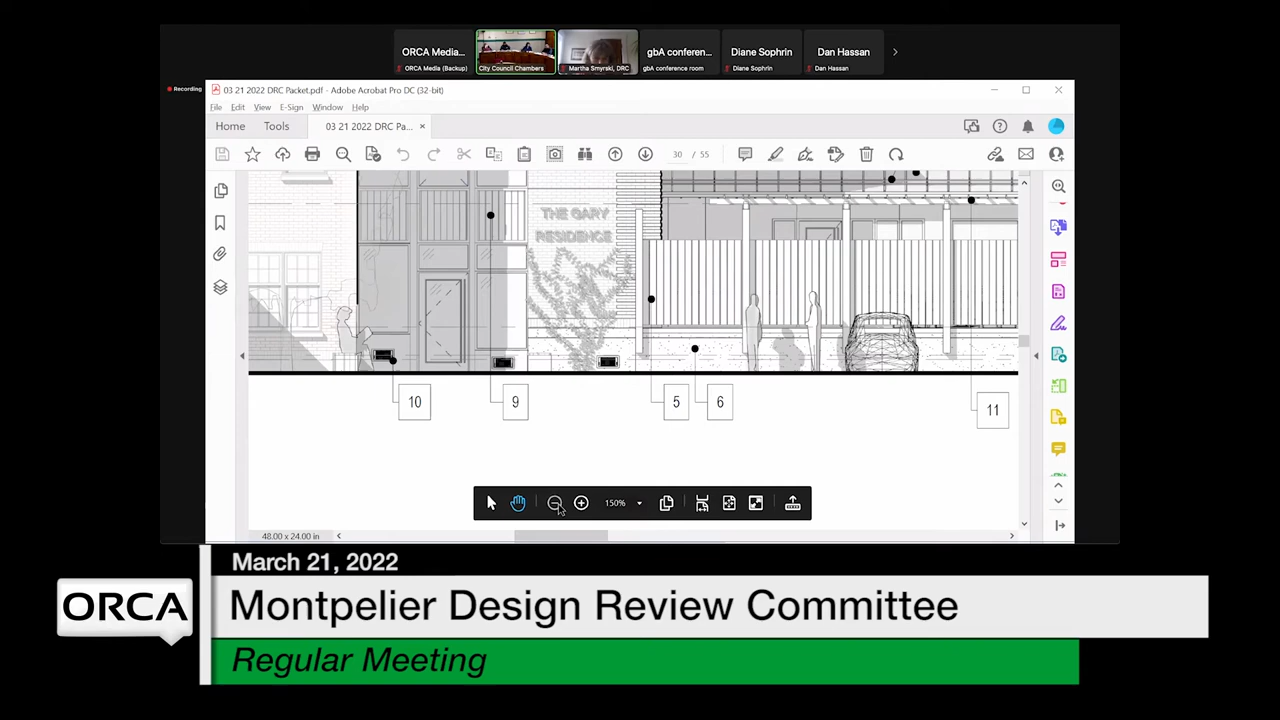 ORCA Media...
ORCA Media (Backup)
City Council Chambers
Martha Smyrski, DRC
gbA conferen...
gbA conference room
Diane Sophrin
Diane Sophrin
Dan Hassan
Dan Hassan
Recording
03 21 2022 DRC Packet.pdf - Adobe Acrobat Pro DC (32-bit)
File Edit View E-Sign Window Help
Home Tools 03 21 2022 DRC Pa... ×
30 / 55
THE GARY
RESIDENCE
10 9 5 6 11
150%
48.00 x 24.00 in
March 21, 2022
ORCA
Montpelier Design Review Committee
Regular Meeting